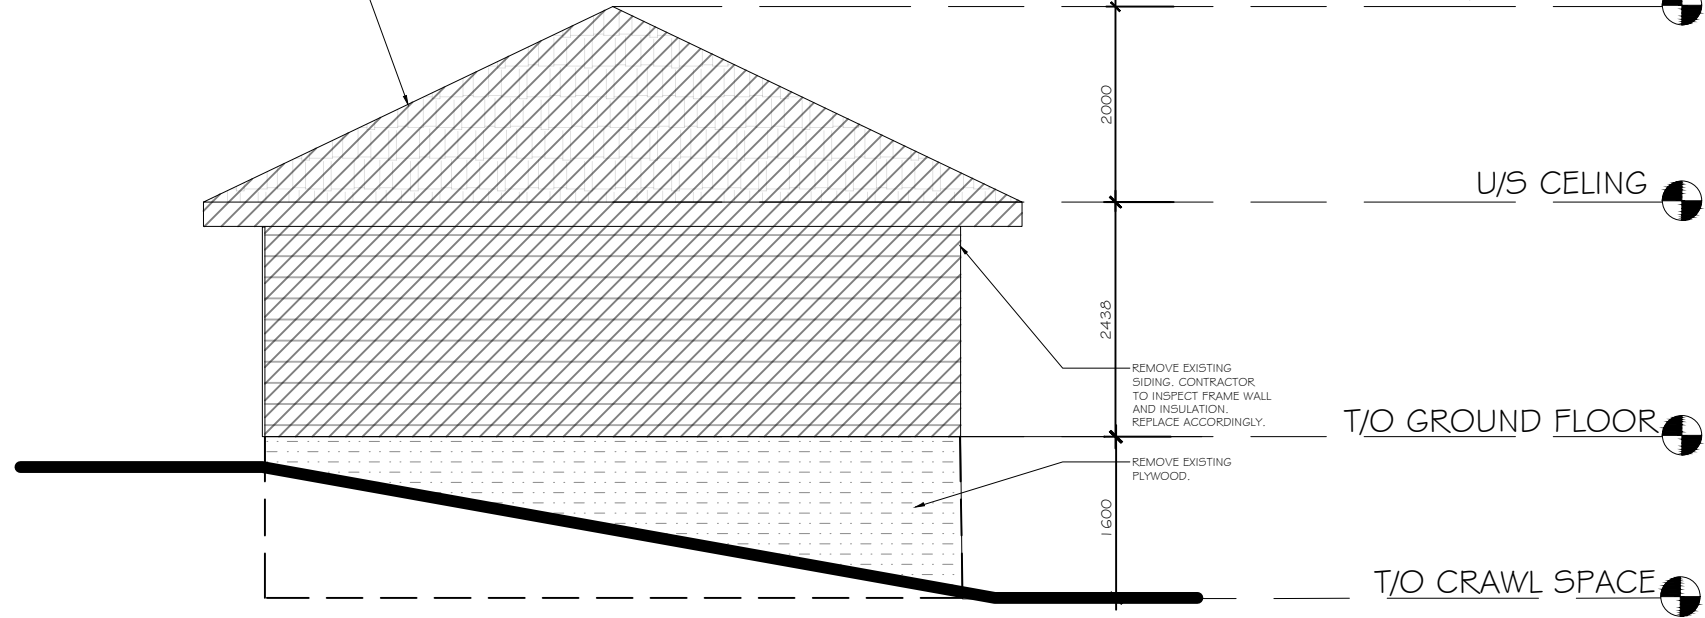 2000
U/S CELING
2438
REMOVE EXISTING
SIDING. CONTRACTOR
TO INSPECT FRAME WALL
AND INSULATION.
REPLACE ACCORDINGLY.
T/O GROUND FLOOR
REMOVE EXISTING
PLYWOOD.
1600
T/O CRAWL SPACE